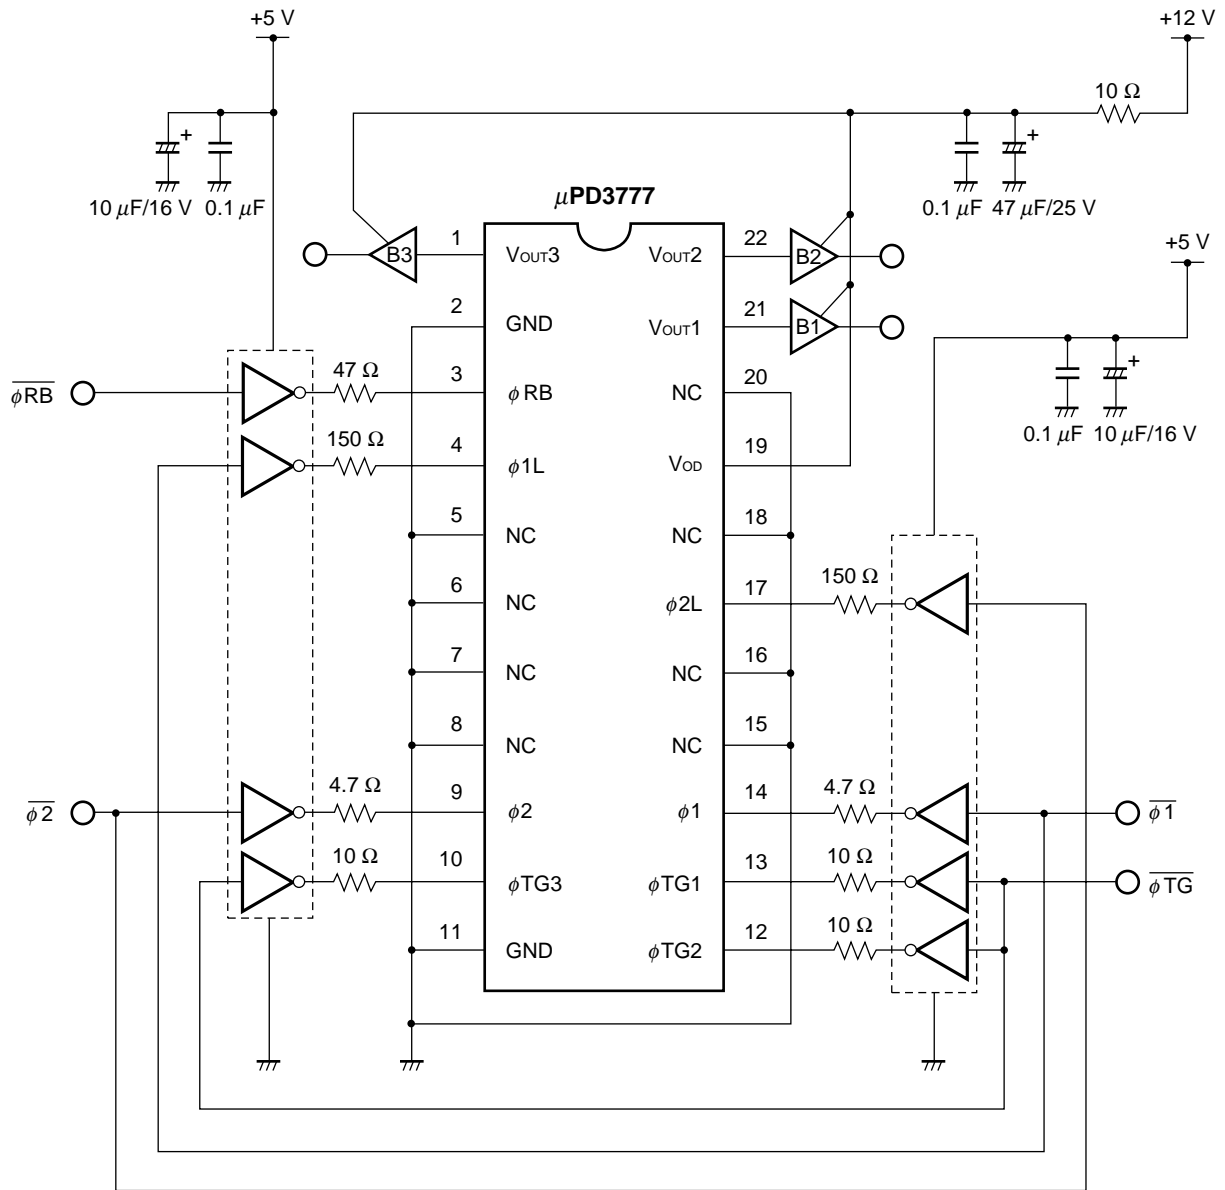 +5 V
+12 V
10 Ω
+
+
10 μF/16 V 0.1 μF
0.1 μF 47 μF/25 V
μPD3777
+5 V
B3 1 VOUT3 VOUT2 22 B2
2 GND VOUT1 21 B1
+
φRB 47 Ω 3 φRB NC 20
0.1 μF 10 μF/16 V
150 Ω 4 φ1L VOD 19
5 NC NC 18
6 NC φ2L 17 150 Ω
7 NC NC 16
8 NC NC 15
φ2 4.7 Ω 9 φ2 φ1 14 4.7 Ω φ1
10 Ω 10 φTG3 φTG1 13 10 Ω φTG
11 GND φTG2 12 10 Ω